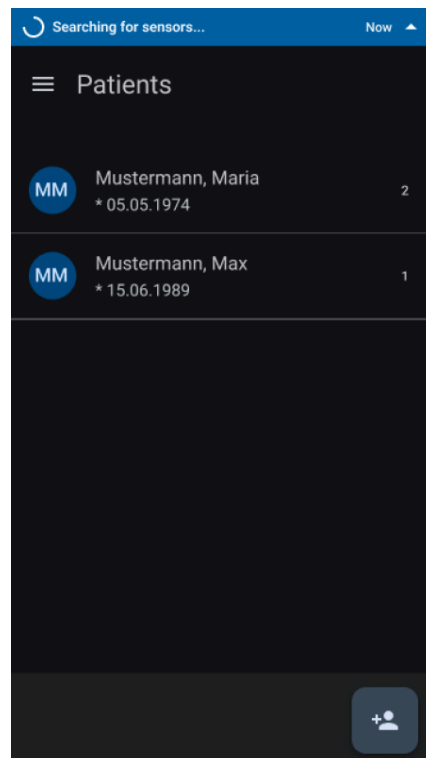 Searching for sensors... Now
Patients
MM Mustermann, Maria
* 05.05.1974 2
MM Mustermann, Max
* 15.06.1989 1